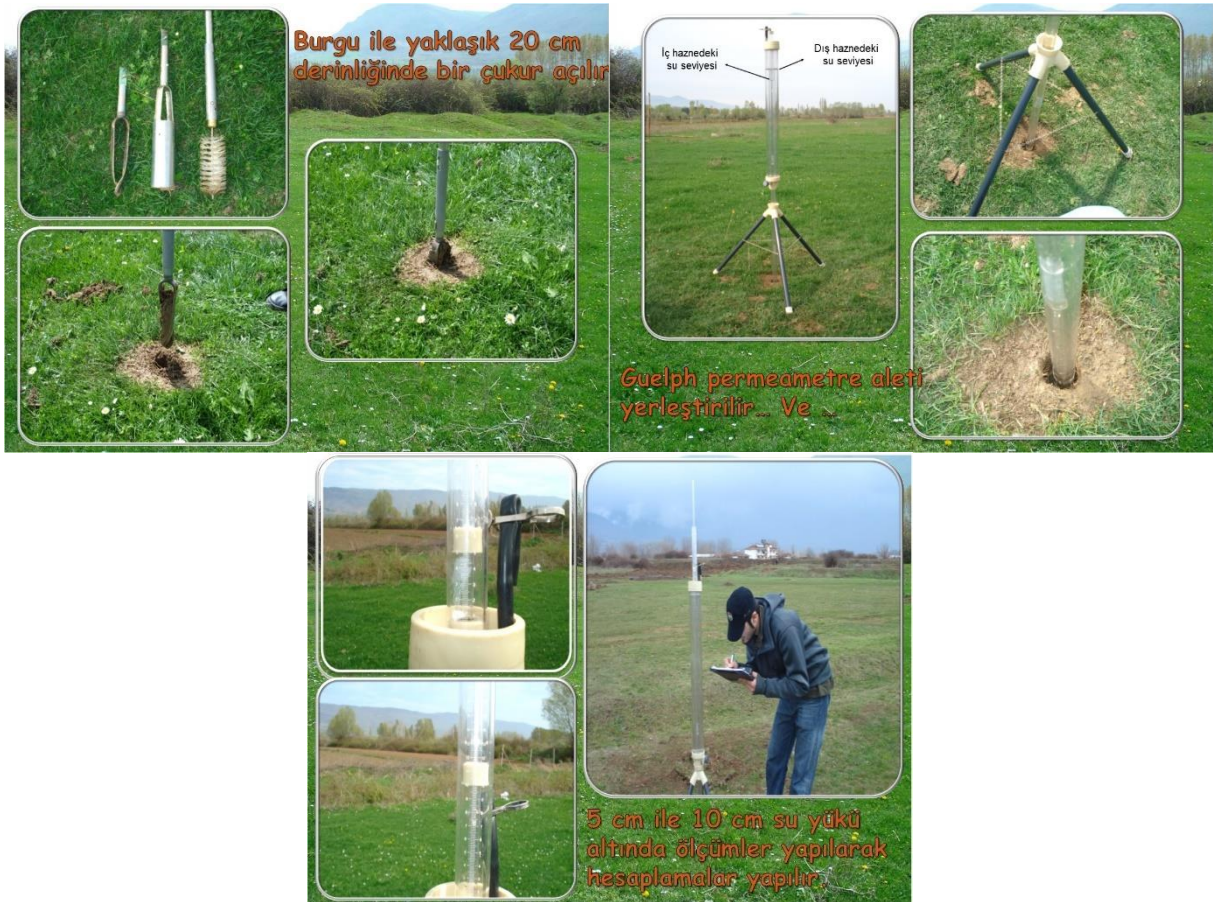 Burgu ile yaklaşık 20 cm
derinliğinde bir çukur açılır
İç haznedeki
su seviyesi
Dış haznedeki
su seviyesi
Guelph permeametre aleti
yerleştirilir... Ve ...
5 cm ile 10 cm su yükü
altında ölçümler yapılarak
hesaplamalar yapılır.